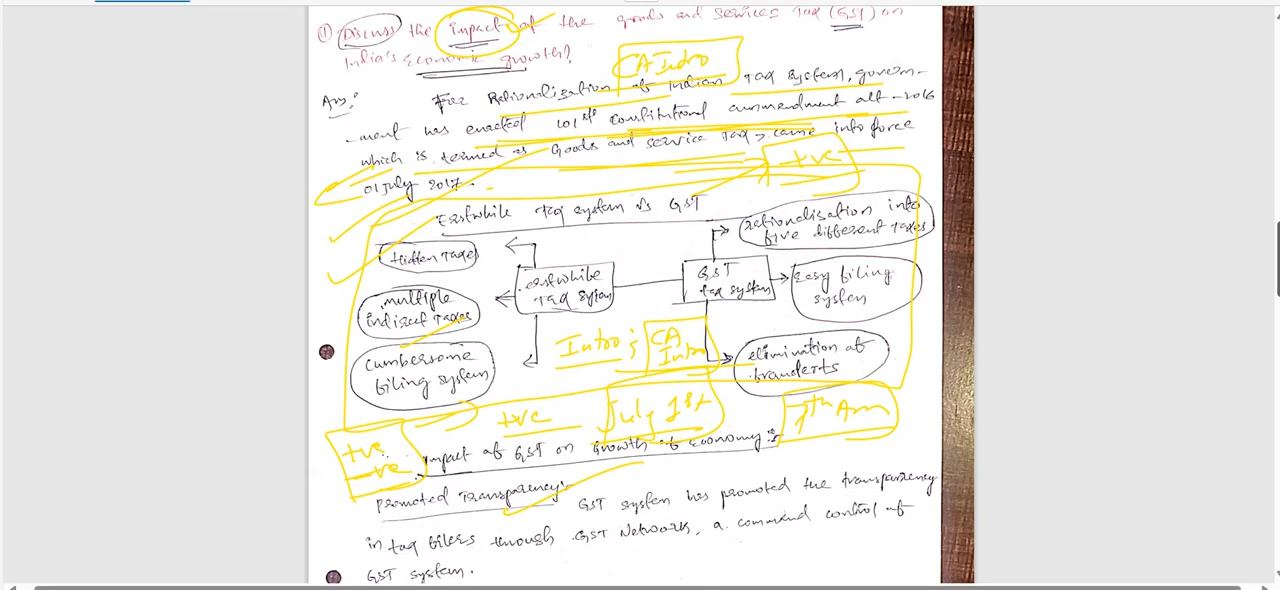 ① Discuss the impact of the goods and services Tax (GST) on
India's Economic growth?
CA Intro
Ans:
For Rationalisation of Indian Tax system, govern-
-ment has enacted 101st constitutional ammendment act -2016
which is termed as Goods and service Tax, came into force
01 July 2017.
+ve
Erstwhile Tax system vs GST
Hidden Taxe
multiple
indirect Taxes
cumbersome
filing system
erstwhile
Tax system
GST
Tax system
rationalisation into
five different Taxes
easy filing
system
elimination of
Intro ; CA
Intro
+ve July 1st 7th Ann
+ve
-ve
impact of GST on Growth of economy:
Promoted Transparency:-
GST system has promoted the transparency
in tax filers through GST Network, a command control of
GST system.